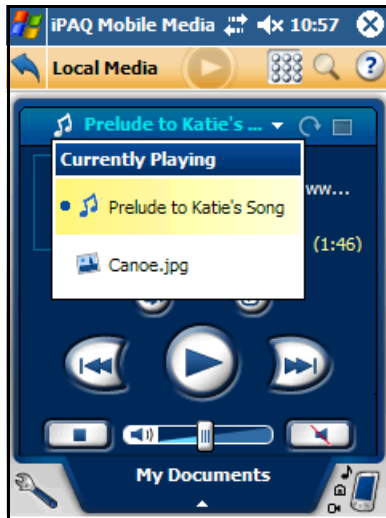 iPAQ Mobile Media 10:57
Local Media
?
Prelude to Katie's ...
Currently Playing
Prelude to Katie's Song
ww...
(1:46)
Canoe.jpg
My Documents